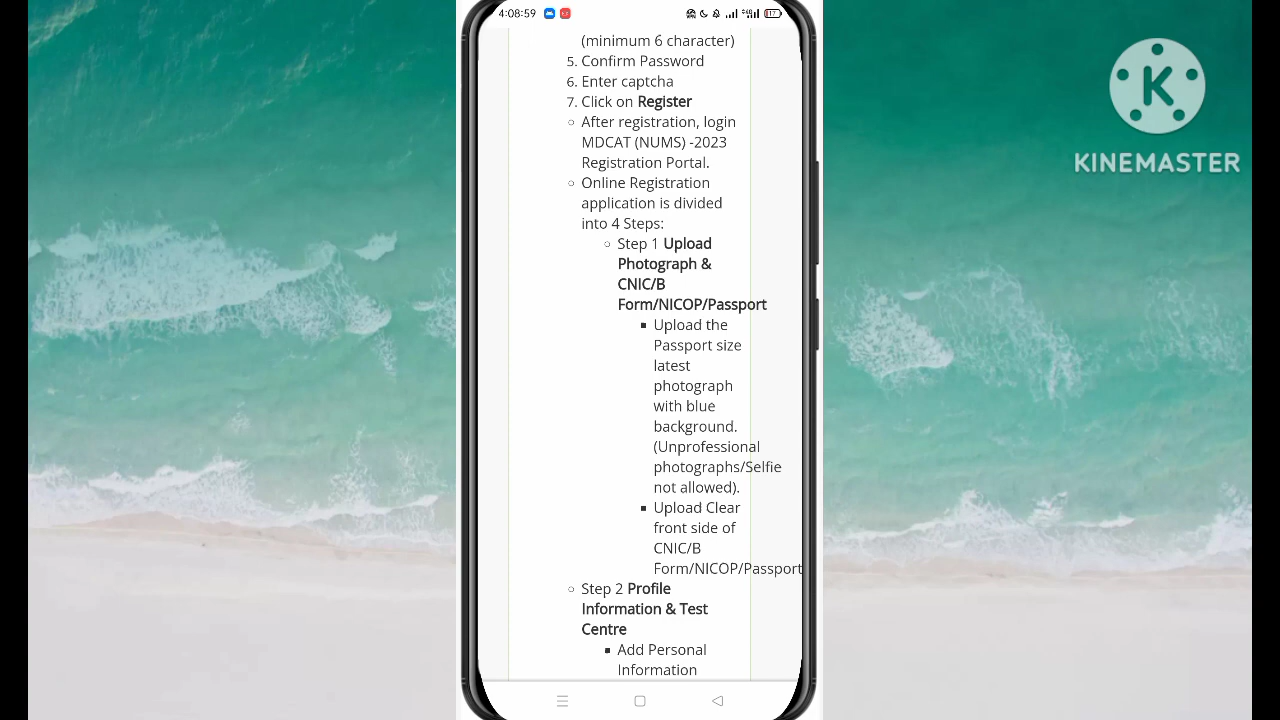 4:08:59
17
K
KINEMASTER
(minimum 6 character)
5. Confirm Password
6. Enter captcha
7. Click on Register
○ After registration, login
MDCAT (NUMS) -2023
Registration Portal.
○ Online Registration
application is divided
into 4 Steps:
○ Step 1 Upload
Photograph &
CNIC/B
Form/NICOP/Passport
▪ Upload the
Passport size
latest
photograph
with blue
background.
(Unprofessional
photographs/Selfie
not allowed).
▪ Upload Clear
front side of
CNIC/B
Form/NICOP/Passport
○ Step 2 Profile
Information & Test
Centre
▪ Add Personal
Information